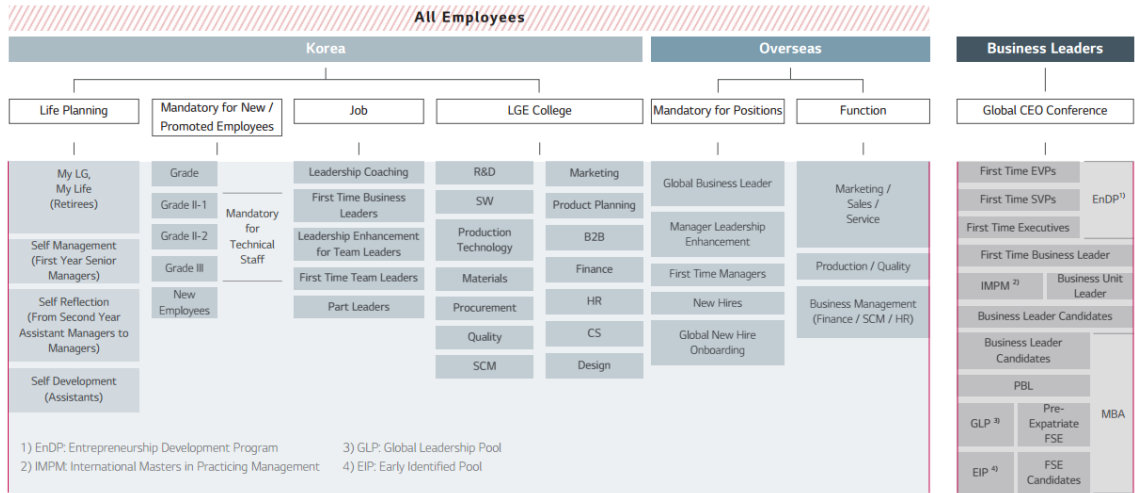 All Employees
Korea
Overseas
Business Leaders
Life Planning
Mandatory for New /
Promoted Employees
Job
LGE College
Mandatory for Positions
Function
Global CEO Conference
My LG,
My Life
(Retirees)
Self Management
(First Year Senior
Managers)
Self Reflection
(From Second Year
Assistant Managers to
Managers)
Self Development
(Assistants)
Grade
Grade II-1
Grade II-2
Grade III
New
Employees
Mandatory
for
Technical
Staff
Leadership Coaching
First Time Business
Leaders
Leadership Enhancement
for Team Leaders
First Time Team Leaders
Part Leaders
R&D
SW
Production
Technology
Materials
Procurement
Quality
SCM
Marketing
Product Planning
B2B
Finance
HR
CS
Design
Global Business Leader
Manager Leadership
Enhancement
First Time Managers
New Hires
Global New Hire
Onboarding
Marketing /
Sales /
Service
Production / Quality
Business Management
(Finance / SCM / HR)
First Time EVPs
First Time SVPs
First Time Executives
EnDP 1)
First Time Business Leader
IMPM 2)
Business Unit
Leader
Business Leader Candidates
Business Leader
Candidates
PBL
GLP 3)
Pre-
Expatriate
FSE
EIP 4)
FSE
Candidates
MBA
1) EnDP: Entrepreneurship Development Program
2) IMPM: International Masters in Practicing Management
3) GLP: Global Leadership Pool
4) EIP: Early Identified Pool